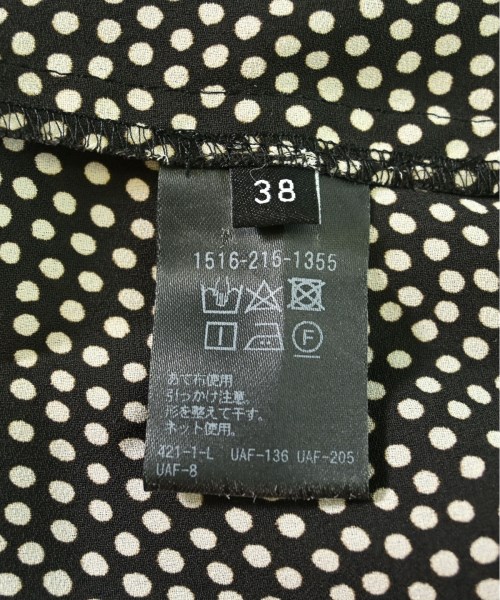 38
1516-216-1355
F
あて布使用
引っかけ注意。
形を整えて干す。
ネット使用。
421-1-L UAF-136 UAF-205
UAF-8